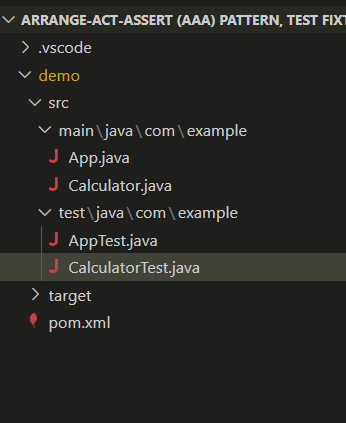 ARRANGE-ACT-ASSERT (AAA) PATTERN, TEST FIXT
.vscode
demo
src
main\java\com\example
App.java
Calculator.java
test\java\com\example
AppTest.java
CalculatorTest.java
target
pom.xml